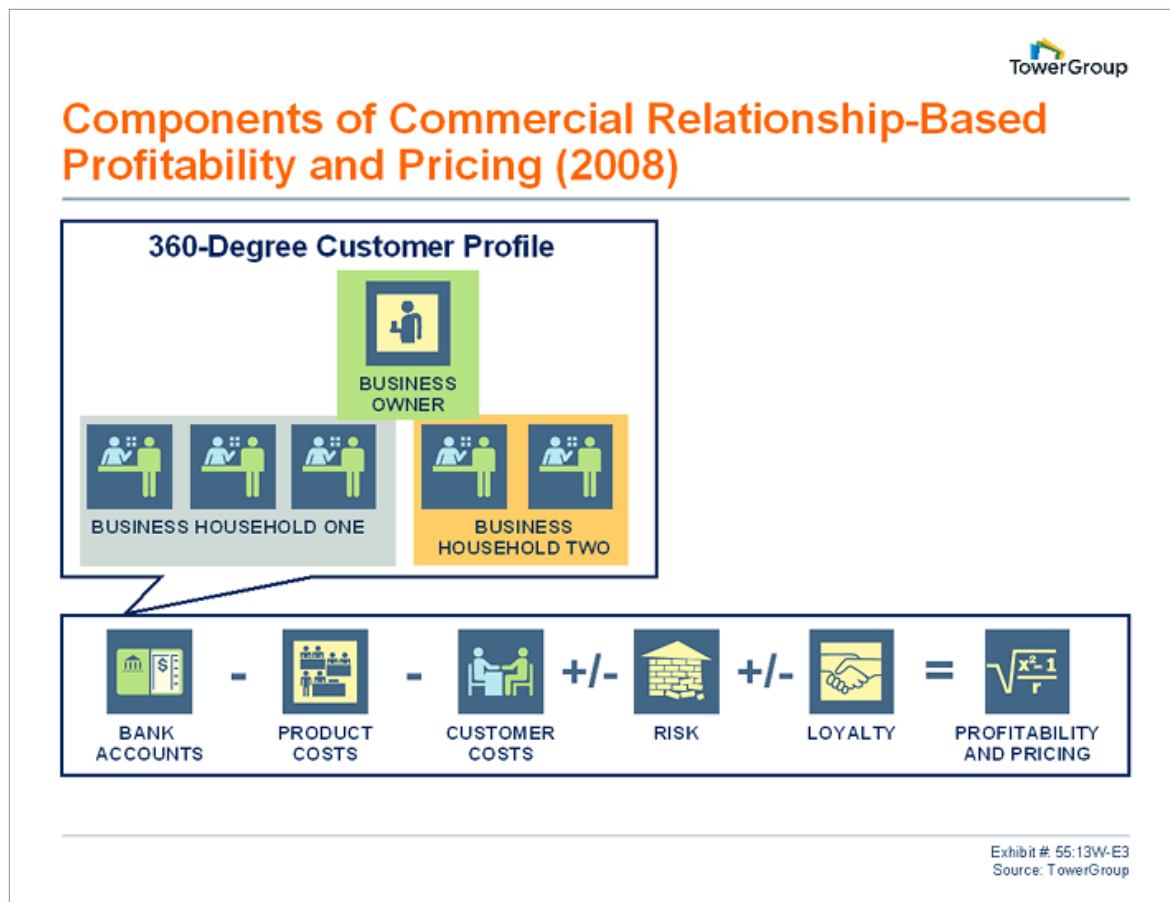 TowerGroup
Components of Commercial Relationship-Based
Profitability and Pricing (2008)
360-Degree Customer Profile
BUSINESS
OWNER
BUSINESS HOUSEHOLD ONE
BUSINESS
HOUSEHOLD TWO
$
- - +/- +/- =
√x²-1
r
BANK
ACCOUNTS
PRODUCT
COSTS
CUSTOMER
COSTS
RISK
LOYALTY
PROFITABILITY
AND PRICING
Exhibit #: 55:13W-E3
Source: TowerGroup